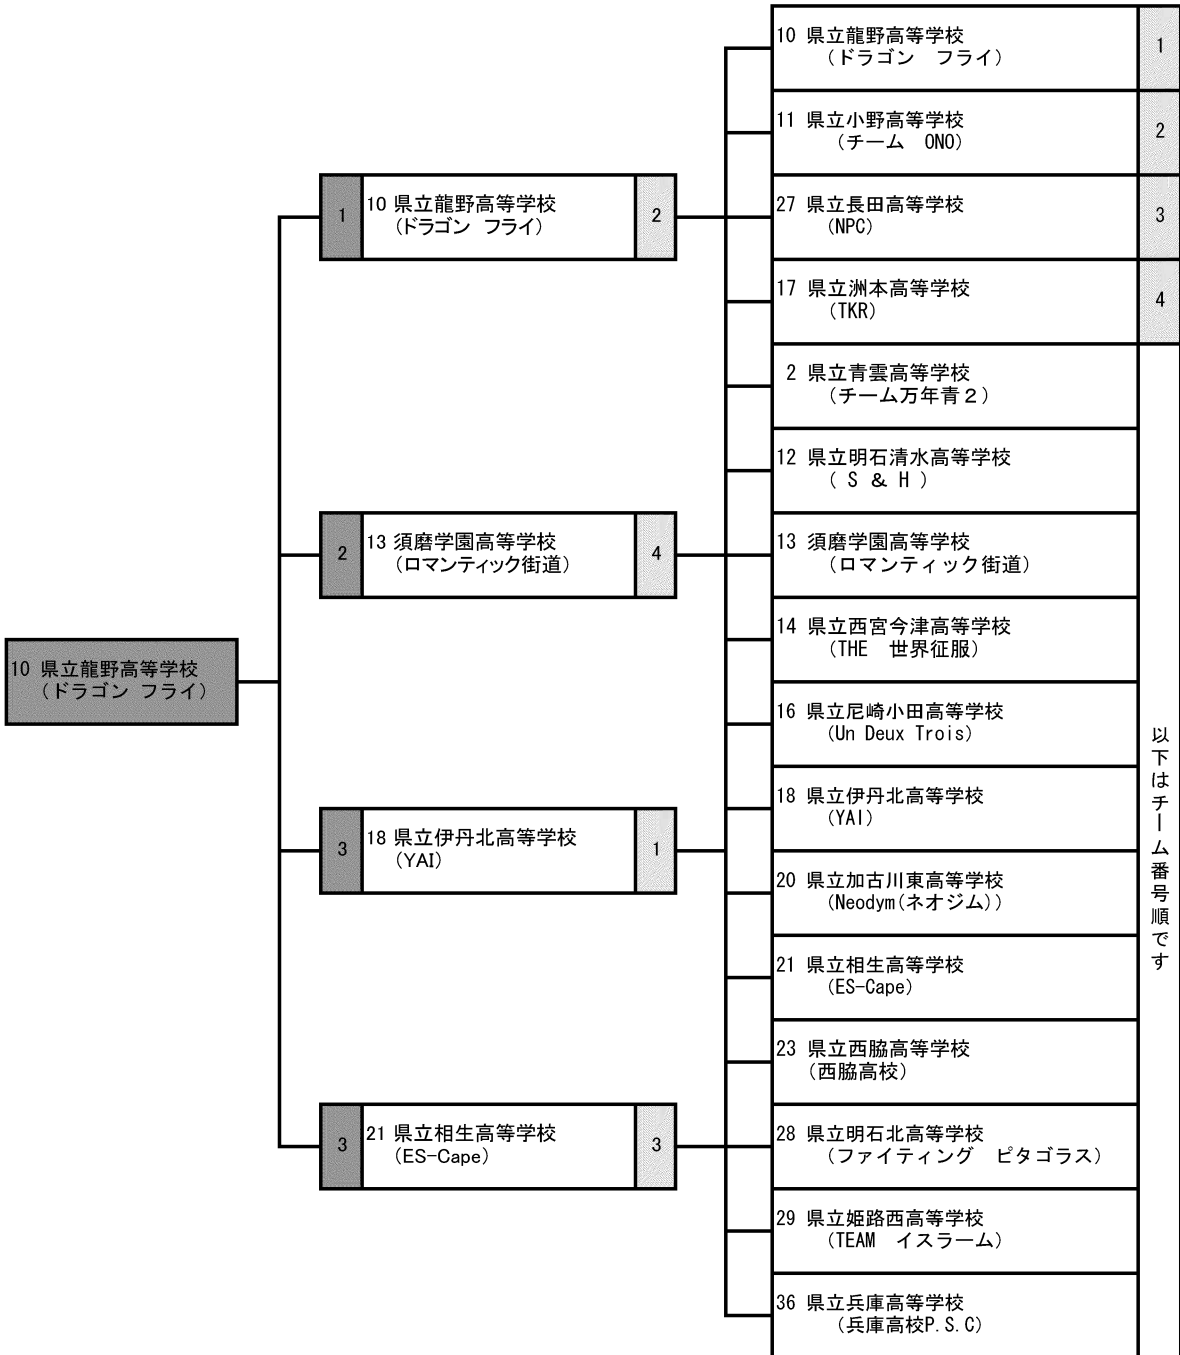 10 県立龍野高等学校
(ドラゴン フライ)
1
10 県立龍野高等学校
(ドラゴン フライ)
2
2
13 須磨学園高等学校
(ロマンティック街道)
4
3
18 県立伊丹北高等学校
(YAI)
1
3
21 県立相生高等学校
(ES-Cape)
3
10 県立龍野高等学校
(ドラゴン　フライ)
1
11 県立小野高等学校
(チーム　ONO)
2
27 県立長田高等学校
(NPC)
3
17 県立洲本高等学校
(TKR)
4
2 県立青雲高等学校
(チーム万年青２)
12 県立明石清水高等学校
( S ＆ H )
13 須磨学園高等学校
(ロマンティック街道)
14 県立西宮今津高等学校
(THE　世界征服)
16 県立尼崎小田高等学校
(Un Deux Trois)
18 県立伊丹北高等学校
(YAI)
20 県立加古川東高等学校
(Neodym(ネオジム))
21 県立相生高等学校
(ES-Cape)
23 県立西脇高等学校
(西脇高校)
28 県立明石北高等学校
(ファイティング　ピタゴラス)
29 県立姫路西高等学校
(TEAM　イスラーム)
36 県立兵庫高等学校
(兵庫高校P.S.C)
以下はチーム番号順です